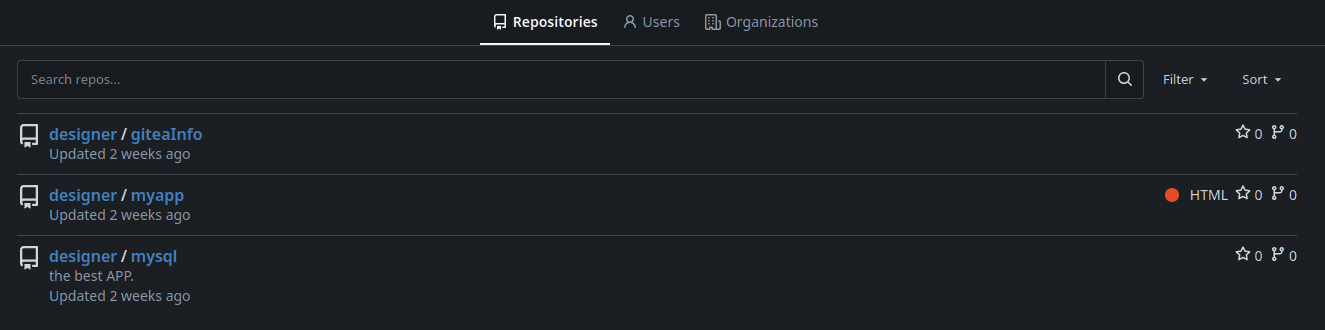 Repositories Users Organizations
Search repos... Filter Sort
designer / giteaInfo 0 0
Updated 2 weeks ago
designer / myapp HTML 0 0
Updated 2 weeks ago
designer / mysql 0 0
the best APP.
Updated 2 weeks ago